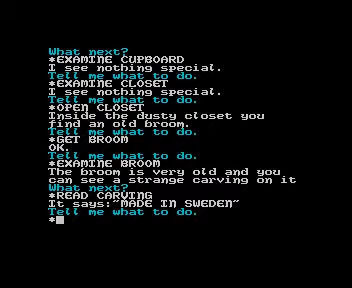 What next?
*EXAMINE CUPBOARD
I see nothing special.
Tell me what to do.
*EXAMINE CLOSET
I see nothing special.
Tell me what to do.
*OPEN CLOSET
Inside the dusty closet you
find an old broom.
Tell me what to do.
*GET BROOM
OK.
Tell me what to do.
*EXAMINE BROOM
The broom is very old and you
can see a strange carving on it
What next?
*READ CARVING
It says:"MADE IN SWEDEN"
Tell me what to do.
*